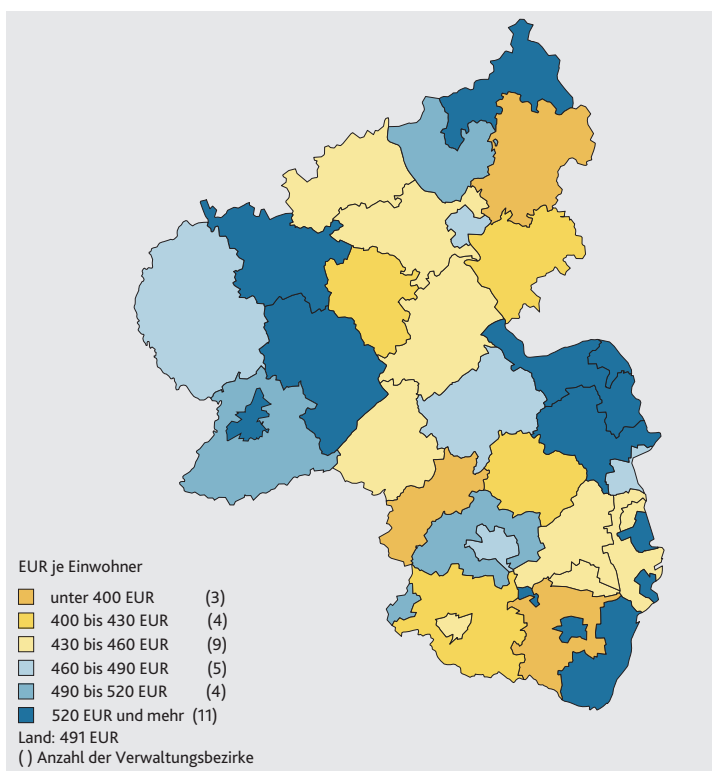 EUR je Einwohner
unter 400 EUR (3)
400 bis 430 EUR (4)
430 bis 460 EUR (9)
460 bis 490 EUR (5)
490 bis 520 EUR (4)
520 EUR und mehr (11)
Land: 491 EUR
( ) Anzahl der Verwaltungsbezirke